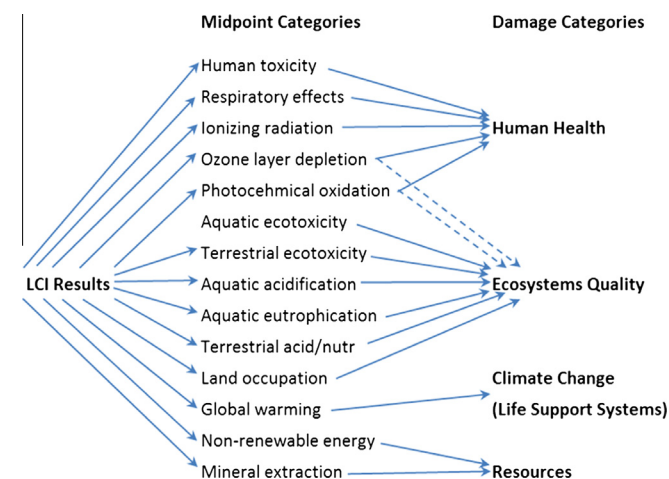 Midpoint Categories
Damage Categories
Human toxicity
Respiratory effects
Ionizing radiation
Human Health
Ozone layer depletion
Photocehmical oxidation
Aquatic ecotoxicity
Terrestrial ecotoxicity
LCI Results
Aquatic acidification
Ecosystems Quality
Aquatic eutrophication
Terrestrial acid/nutr
Land occupation
Climate Change
Global warming
(Life Support Systems)
Non-renewable energy
Mineral extraction
Resources